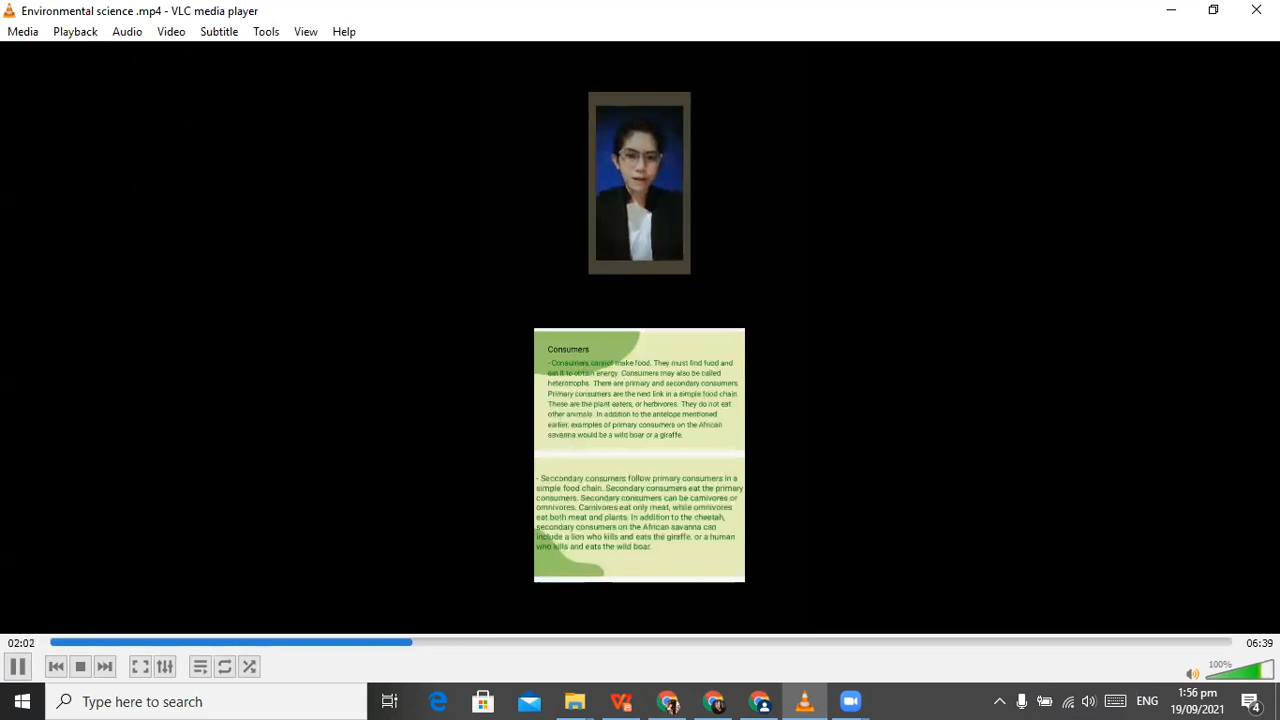 Environmental science .mp4 - VLC media player
Media Playback Audio Video Subtitle Tools View Help
Consumers
- Consumers cannot make food. They must find food and
eat it to obtain energy. Consumers may also be called
heterotrophs. There are primary and secondary consumers.
Primary consumers are the next link in a simple food chain.
These are the plant eaters, or herbivores. They do not eat
other animals. In addition to the antelope mentioned
earlier, examples of primary consumers on the African
savanna would be a wild boar or a giraffe.
- Seccondary consumers follow primary consumers in a
simple food chain. Secondary consumers eat the primary
consumers. Secondary consumers can be carnivores or
omnivores. Carnivores eat only meat, while omnivores
eat both meat and plants. In addition to the cheetah,
secondary consumers on the African savanna can
include a lion who kills and eats the giraffe, or a human
who kills and eats the wild boar.
02:02
06:39
100%
Type here to search
ENG
1:56 pm
19/09/2021
4